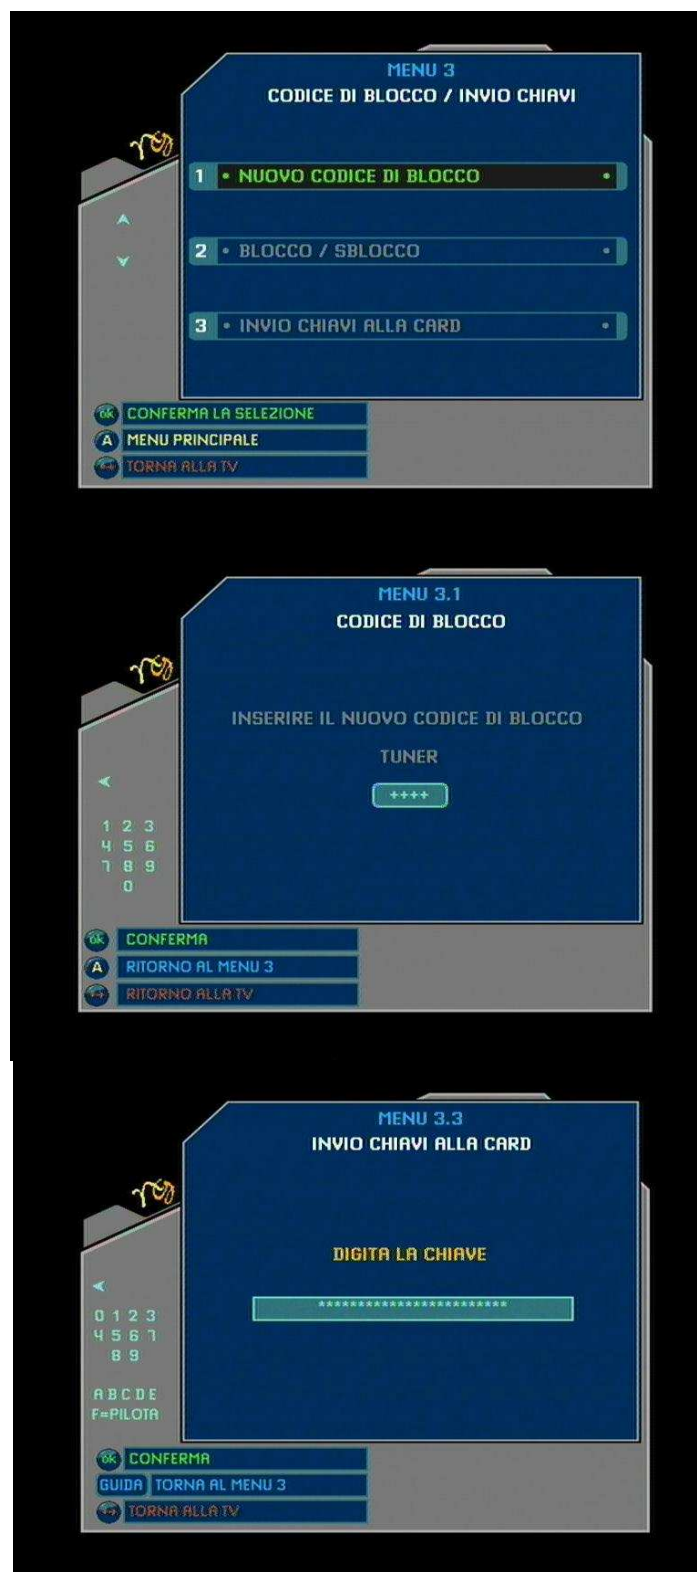 MENU 3
CODICE DI BLOCCO / INVIO CHIAVI
1 • NUOVO CODICE DI BLOCCO •
2 • BLOCCO / SBLOCCO •
3 • INVIO CHIAVI ALLA CARD •
ok CONFERMA LA SELEZIONE
A MENU PRINCIPALE
TORNA ALLA TV
MENU 3.1
CODICE DI BLOCCO
INSERIRE IL NUOVO CODICE DI BLOCCO
TUNER
++++
1 2 3
4 5 6
7 8 9
0
ok CONFERMA
A RITORNO AL MENU 3
RITORNO ALLA TV
MENU 3.3
INVIO CHIAVI ALLA CARD
DIGITA LA CHIAVE
************************
0 1 2 3
4 5 6 7
8 9
A B C D E
F=PILOTA
ok CONFERMA
GUIDA TORNA AL MENU 3
TORNA ALLA TV